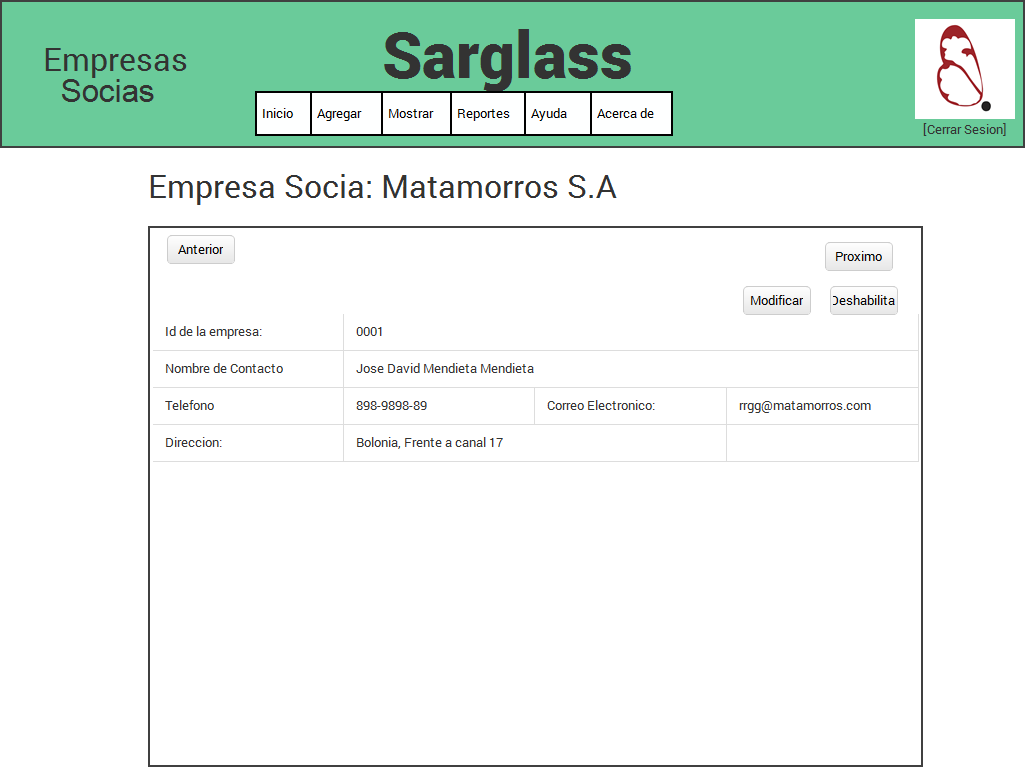 Empresas
Socias
Sarglass
Inicio
Agregar
Mostrar
Reportes
Ayuda
Acerca de
[Cerrar Sesion]
Empresa Socia: Matamorros S.A
Anterior
Proximo
Modificar
Deshabilita
Id de la empresa:
0001
Nombre de Contacto
Jose David Mendieta Mendieta
Telefono
898-9898-89
Correo Electronico:
rrgg@matamorros.com
Direccion:
Bolonia, Frente a canal 17